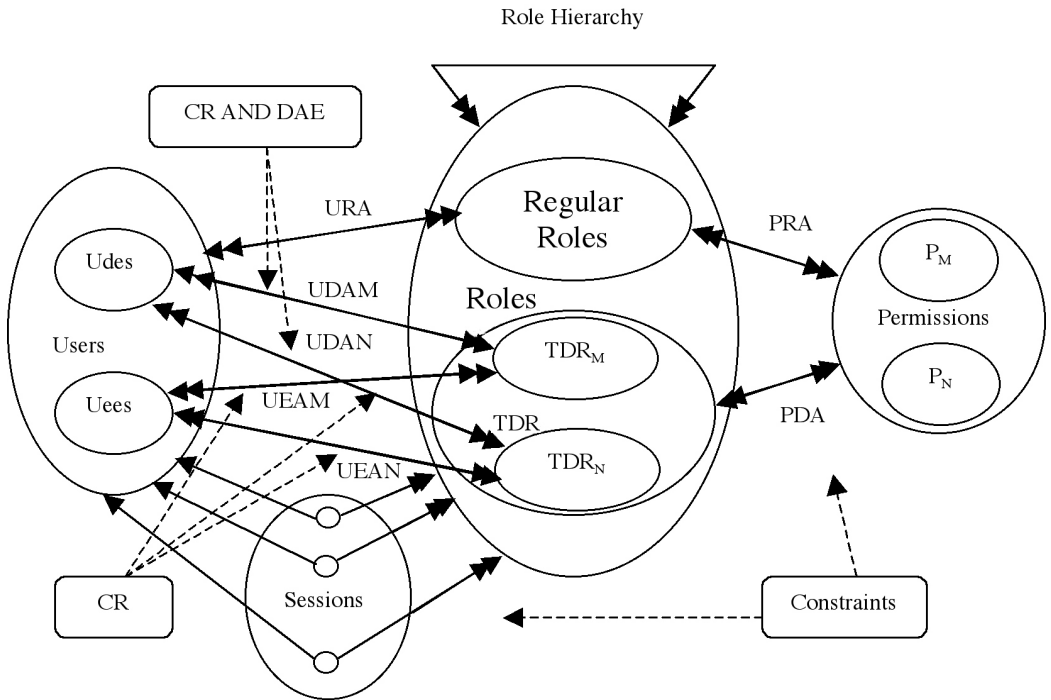 Role Hierarchy
CR AND DAE
URA
Regular
Roles
PRA
Udes
P_M
UDAM
Roles
Permissions
UDAN
Users
TDR_M
P_N
Uees
UEAM
TDR
PDA
UEAN
TDR_N
CR
Sessions
Constraints